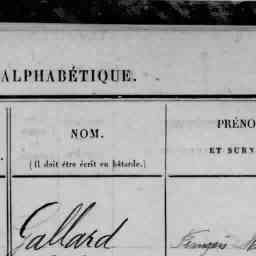 ALPHABÉTIQUE.
NOM.
PRÉNO
(Il doit être écrit en bâtarde.)
ET SURN
Gallard
François